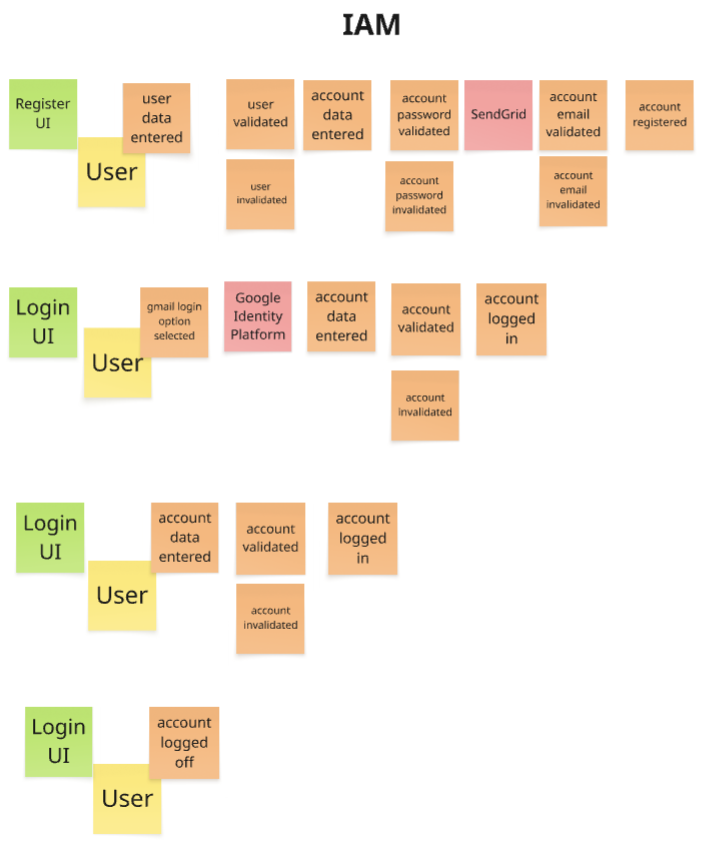 IAM
Register
UI
User
user
data
entered
user
validated
user
invalidated
account
data
entered
account
password
validated
account
password
invalidated
SendGrid
account
email
validated
account
email
invalidated
account
registered
Login
UI
User
gmail login
option
selected
Google
Identity
Platform
account
data
entered
account
validated
account
invalidated
account
logged
in
Login
UI
User
account
data
entered
account
validated
account
invalidated
account
logged
in
Login
UI
User
account
logged
off